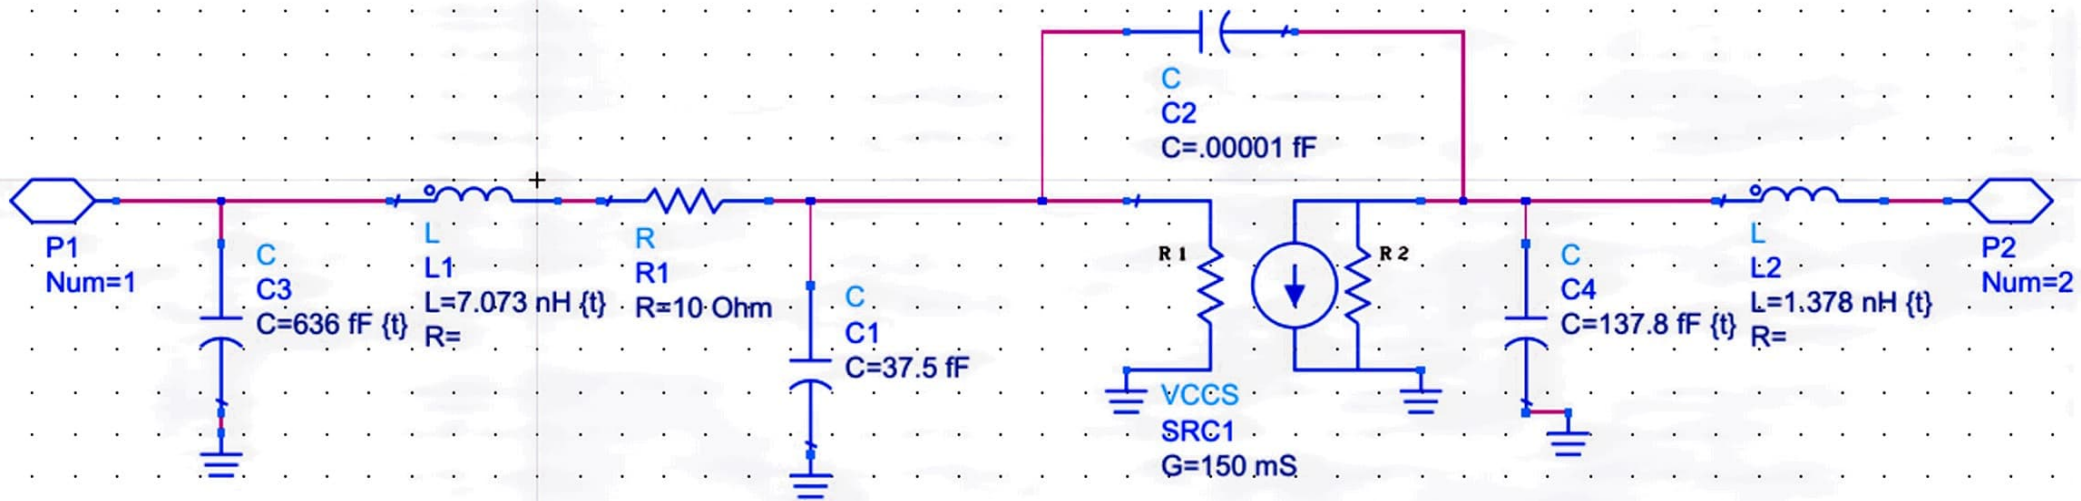 C
C2
C=.00001 fF
P1
Num=1
C
C3
C=636 fF {t}
L
L1
L=7.073 nH {t}
R=
R
R1
R=10 Ohm
C
C1
C=37.5 fF
R1
R2
VCCS
SRC1
G=150 mS
C
C4
C=137.8 fF {t}
L
L2
L=1.378 nH {t}
R=
P2
Num=2